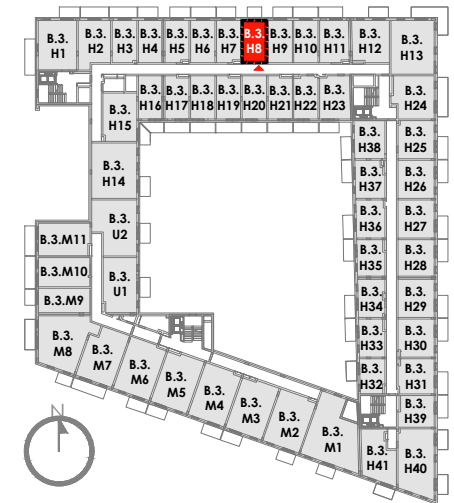 B.3.
H1
B.3.
H2
B.3.
H3
B.3.
H4
B.3.
H5
B.3.
H6
B.3.
H7
B.3.
H8
B.3.
H9
B.3.
H10
B.3.
H11
B.3.
H12
B.3.
H13
B.3.
H16
B.3.
H17
B.3.
H18
B.3.
H19
B.3.
H20
B.3.
H21
B.3.
H22
B.3.
H23
B.3.
H24
B.3.
H15
B.3.
H38
B.3.
H25
B.3.
H14
B.3.
H37
B.3.
H26
B.3.
U2
B.3.
H36
B.3.
H27
B.3.M11
B.3.
H35
B.3.
H28
B.3.M10
B.3.
U1
B.3.
H34
B.3.
H29
B.3.M9
B.3.
H33
B.3.
H30
B.3.
M8
B.3.
M7
B.3.
M6
B.3.
M5
B.3.
M4
B.3.
M3
B.3.
M2
B.3.
M1
B.3.
H32
B.3.
H31
B.3.
H39
B.3.
H41
B.3.
H40
N